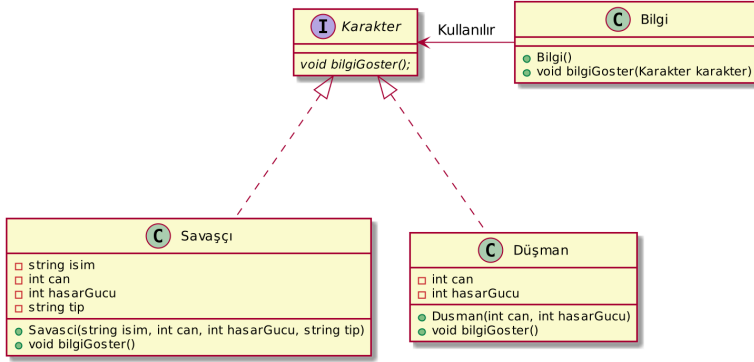 I Karakter
void bilgiGoster();
Kullanılır
C Bilgi
Bilgi()
void bilgiGoster(Karakter karakter)
C Savaşçı
string isim
int can
int hasarGucu
string tip
Savasci(string isim, int can, int hasarGucu, string tip)
void bilgiGoster()
C Düşman
int can
int hasarGucu
Dusman(int can, int hasarGucu)
void bilgiGoster()